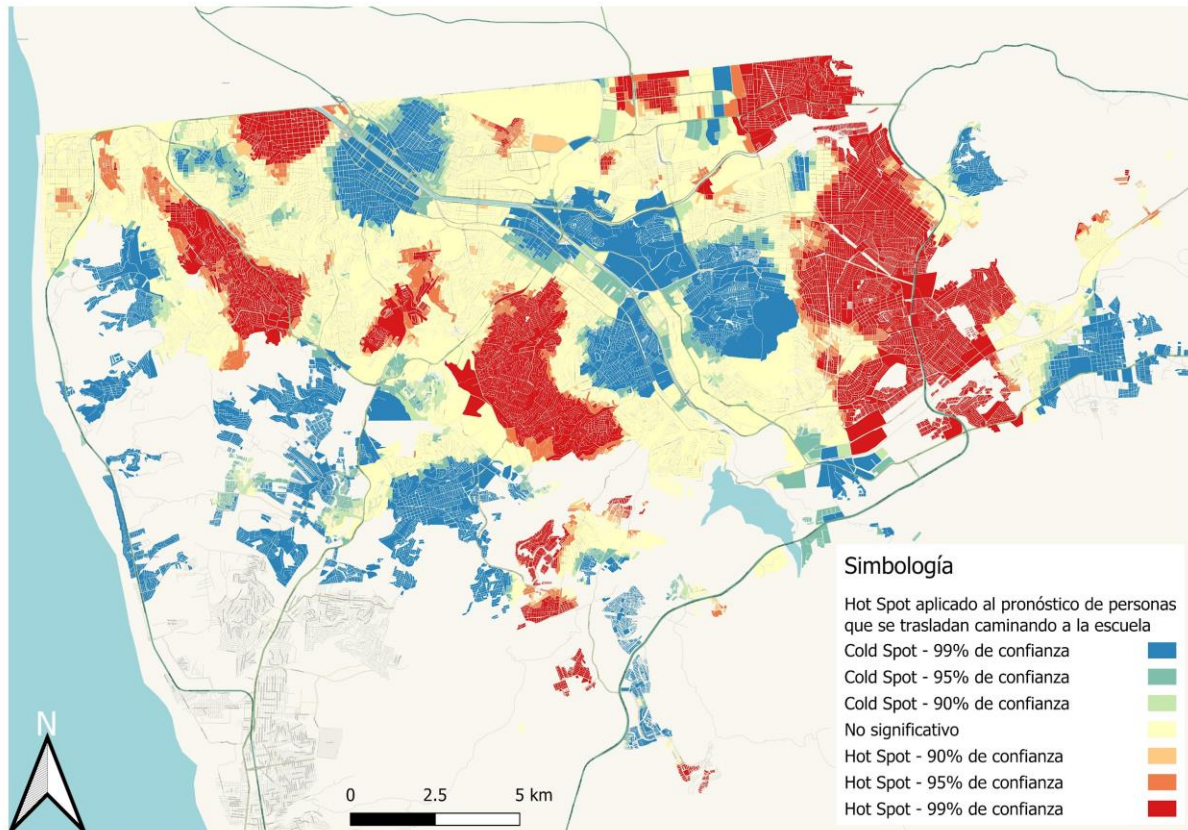 Simbología
Hot Spot aplicado al pronóstico de personas
que se trasladan caminando a la escuela
Cold Spot - 99% de confianza
Cold Spot - 95% de confianza
Cold Spot - 90% de confianza
No significativo
Hot Spot - 90% de confianza
Hot Spot - 95% de confianza
Hot Spot - 99% de confianza
N
0 2.5 5 km